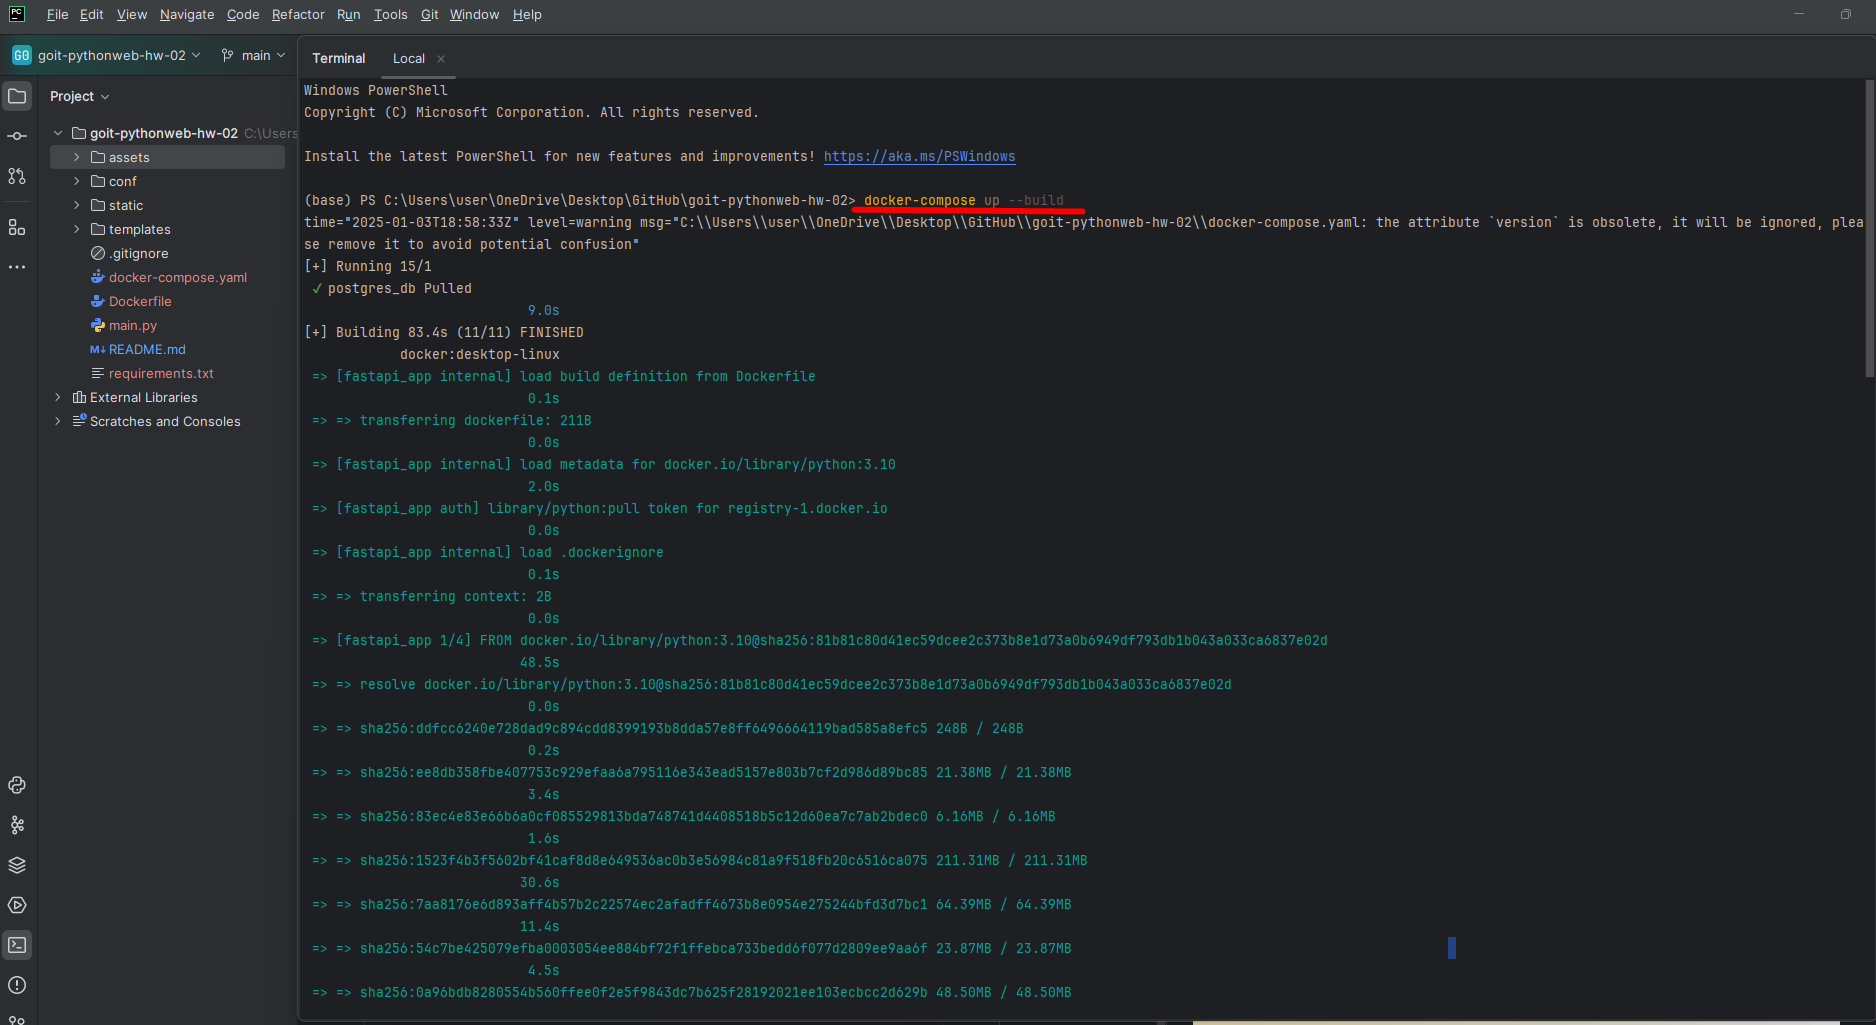 PC
File Edit View Navigate Code Refactor Run Tools Git Window Help
GO goit-pythonweb-hw-02 main
Terminal Local
Project
goit-pythonweb-hw-02 C:\Users
assets
conf
static
templates
.gitignore
docker-compose.yaml
Dockerfile
main.py
M↓ README.md
requirements.txt
External Libraries
Scratches and Consoles
Windows PowerShell
Copyright (C) Microsoft Corporation. All rights reserved.
Install the latest PowerShell for new features and improvements! https://aka.ms/PSWindows
(base) PS C:\Users\user\OneDrive\Desktop\GitHub\goit-pythonweb-hw-02> docker-compose up --build
time="2025-01-03T18:58:33Z" level=warning msg="C:\\Users\\user\\OneDrive\\Desktop\\GitHub\\goit-pythonweb-hw-02\\docker-compose.yaml: the attribute `version` is obsolete, it will be ignored, plea
se remove it to avoid potential confusion"
[+] Running 15/1
✓ postgres_db Pulled
9.0s
[+] Building 83.4s (11/11) FINISHED
docker:desktop-linux
=> [fastapi_app internal] load build definition from Dockerfile
0.1s
=> => transferring dockerfile: 211B
0.0s
=> [fastapi_app internal] load metadata for docker.io/library/python:3.10
2.0s
=> [fastapi_app auth] library/python:pull token for registry-1.docker.io
0.0s
=> [fastapi_app internal] load .dockerignore
0.1s
=> => transferring context: 2B
0.0s
=> [fastapi_app 1/4] FROM docker.io/library/python:3.10@sha256:81b81c80d41ec59dcee2c373b8e1d73a0b6949df793db1b043a033ca6837e02d
48.5s
=> => resolve docker.io/library/python:3.10@sha256:81b81c80d41ec59dcee2c373b8e1d73a0b6949df793db1b043a033ca6837e02d
0.0s
=> => sha256:ddfcc6240e728dad9c894cdd8399193b8dda57e8ff6496664119bad585a8efc5 248B / 248B
0.2s
=> => sha256:ee8db358fbe407753c929efaa6a795116e343ead5157e803b7cf2d986d89bc85 21.38MB / 21.38MB
3.4s
=> => sha256:83ec4e83e66b6a0cf085529813bda748741d4408518b5c12d60ea7c7ab2bdec0 6.16MB / 6.16MB
1.6s
=> => sha256:1523f4b3f5602bf41caf8d8e649536ac0b3e56984c81a9f518fb20c6516ca075 211.31MB / 211.31MB
30.6s
=> => sha256:7aa8176e6d893aff4b57b2c22574ec2afadff4673b8e0954e275244bfd3d7bc1 64.39MB / 64.39MB
11.4s
=> => sha256:54c7be425079efba0003054ee884bf72f1ffebca733bedd6f077d2809ee9aa6f 23.87MB / 23.87MB
4.5s
=> => sha256:0a96bdb8280554b560ffee0f2e5f9843dc7b625f28192021ee103ecbcc2d629b 48.50MB / 48.50MB